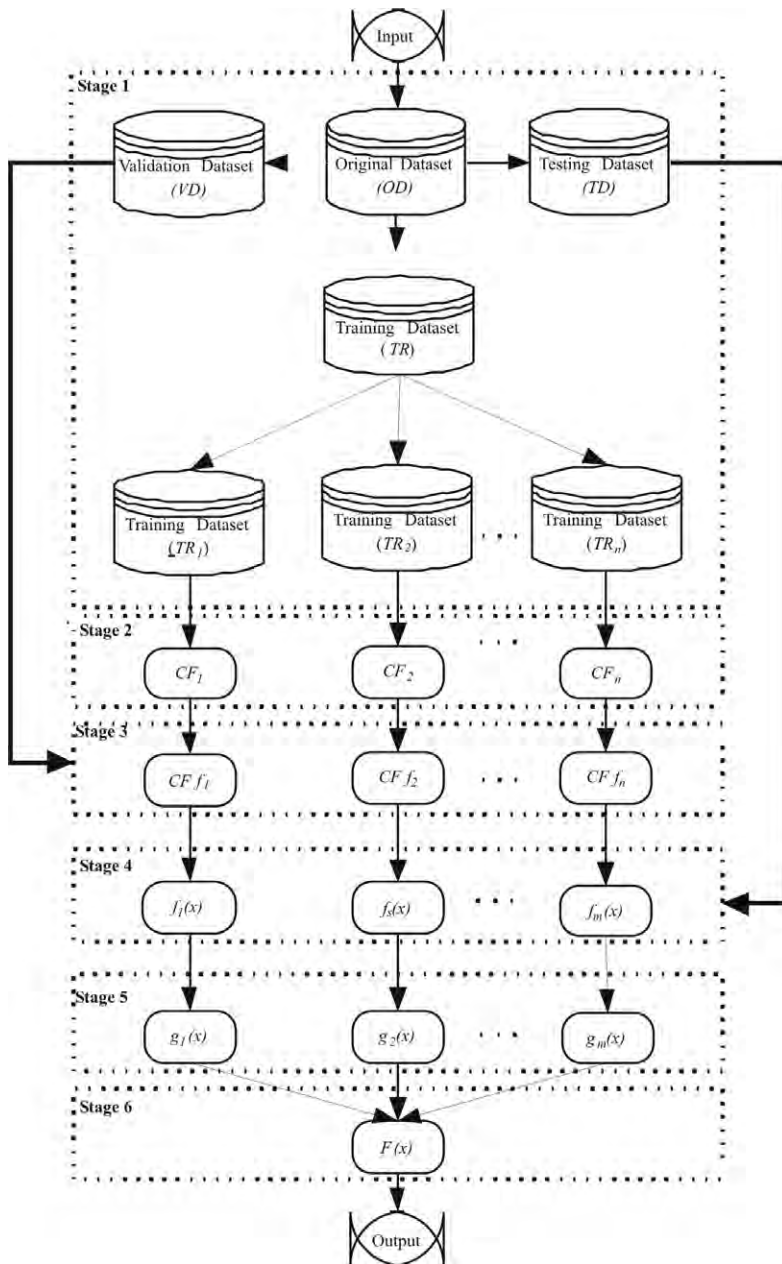 Input
Stage 1
Validation Dataset
(VD)
Original Dataset
(OD)
Testing Dataset
(TD)
Training Dataset
(TR)
Training Dataset
(TR1)
Training Dataset
(TR2)
. . .
Training Dataset
(TRn)
Stage 2
CF1
CF2
. . .
CFn
Stage 3
CF f1
CF f2
. . .
CF fn
Stage 4
f1(x)
fs(x)
. . .
fm(x)
Stage 5
g1(x)
g2(x)
. . .
gm(x)
Stage 6
F(x)
Output